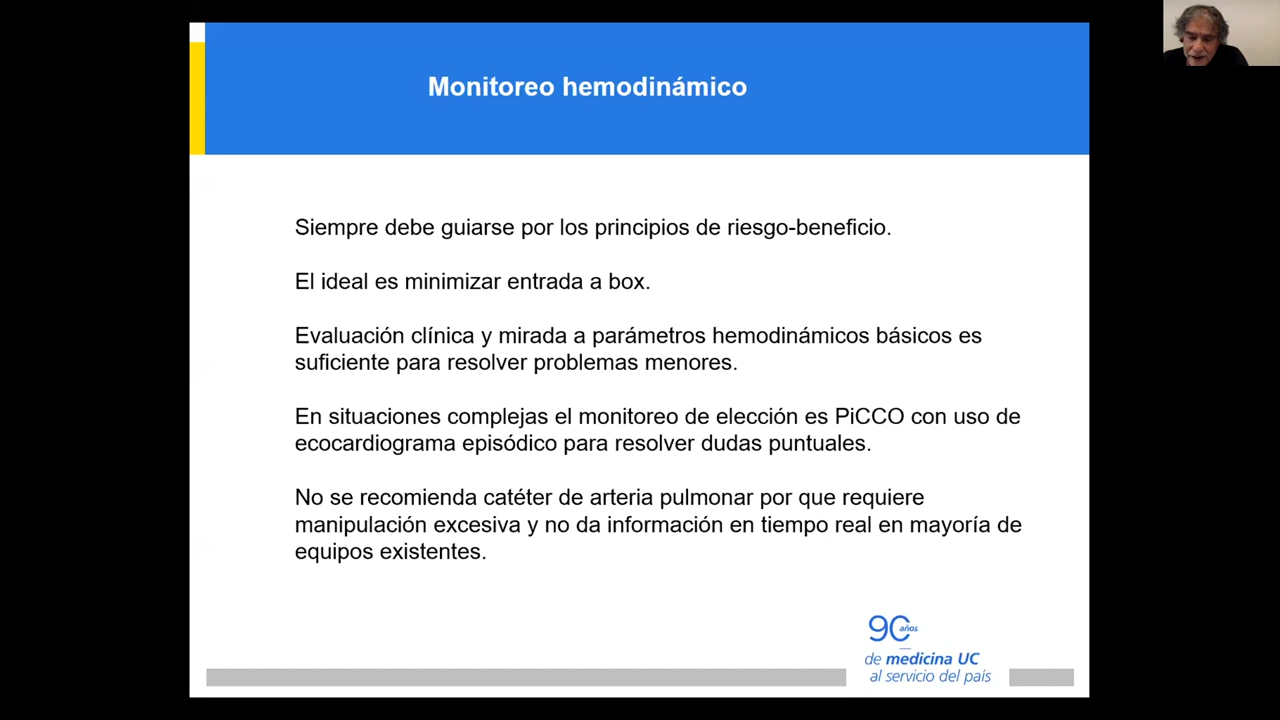 Monitoreo hemodinámico
Siempre debe guiarse por los principios de riesgo-beneficio.
El ideal es minimizar entrada a box.
Evaluación clínica y mirada a parámetros hemodinámicos básicos es
suficiente para resolver problemas menores.
En situaciones complejas el monitoreo de elección es PiCCO con uso de
ecocardiograma episódico para resolver dudas puntuales.
No se recomienda catéter de arteria pulmonar por que requiere
manipulación excesiva y no da información en tiempo real en mayoría de
equipos existentes.
90 años
de medicina UC
al servicio del país